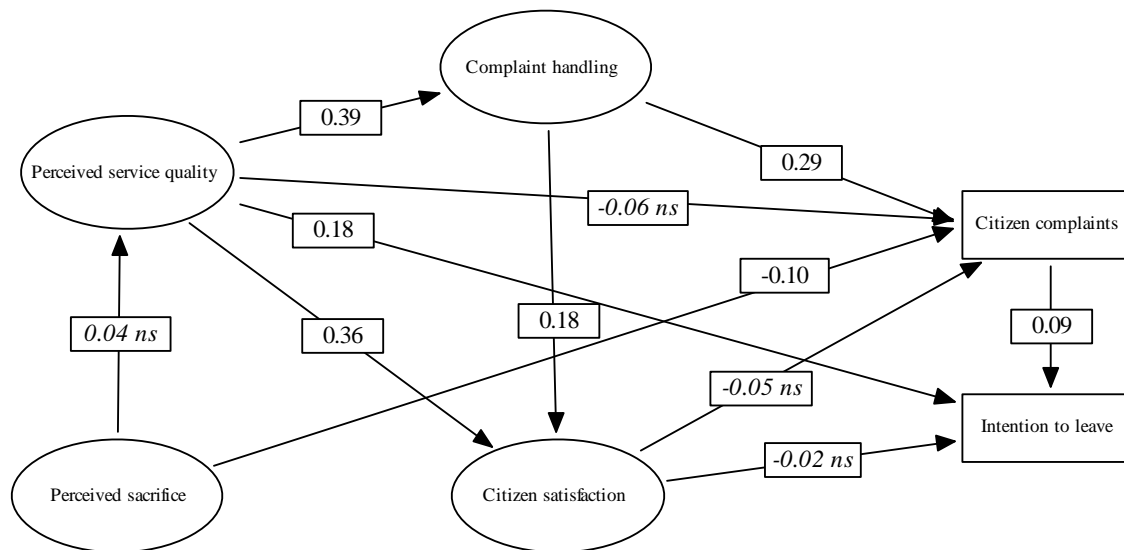 Complaint handling
0.39
0.29
Perceived service quality
-0.06 ns
0.18
Citizen complaints
-0.10
0.04 ns
0.36
0.18
0.09
-0.05 ns
Intention to leave
-0.02 ns
Perceived sacrifice
Citizen satisfaction